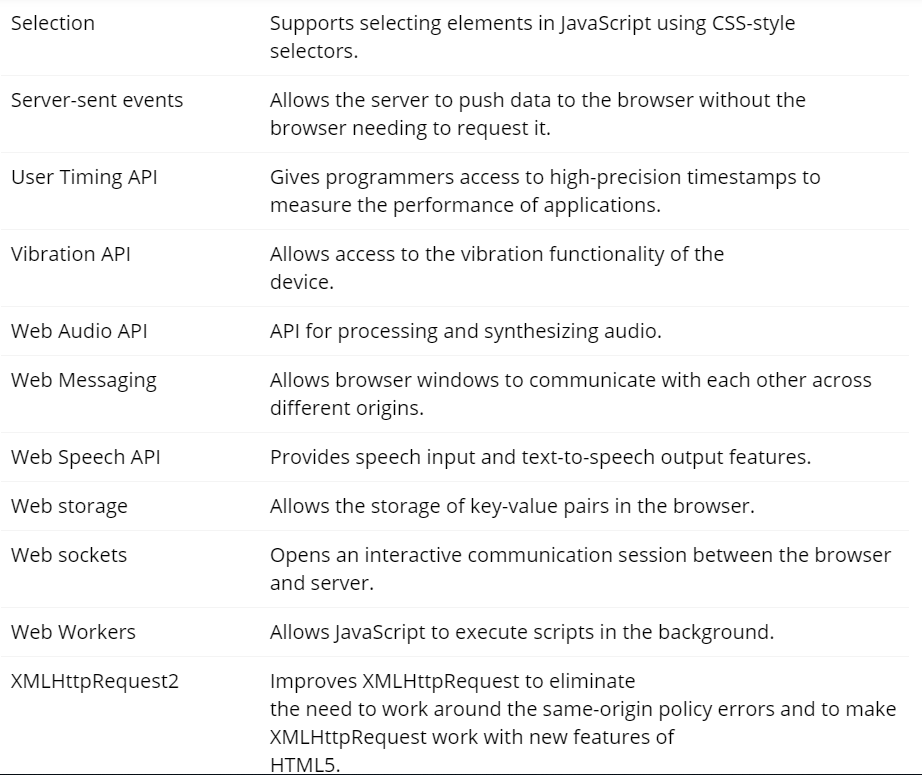 Selection
Supports selecting elements in JavaScript using CSS-style
selectors.
Server-sent events
Allows the server to push data to the browser without the
browser needing to request it.
User Timing API
Gives programmers access to high-precision timestamps to
measure the performance of applications.
Vibration API
Allows access to the vibration functionality of the
device.
Web Audio API
API for processing and synthesizing audio.
Web Messaging
Allows browser windows to communicate with each other across
different origins.
Web Speech API
Provides speech input and text-to-speech output features.
Web storage
Allows the storage of key-value pairs in the browser.
Web sockets
Opens an interactive communication session between the browser
and server.
Web Workers
Allows JavaScript to execute scripts in the background.
XMLHttpRequest2
Improves XMLHttpRequest to eliminate
the need to work around the same-origin policy errors and to make
XMLHttpRequest work with new features of
HTML5.